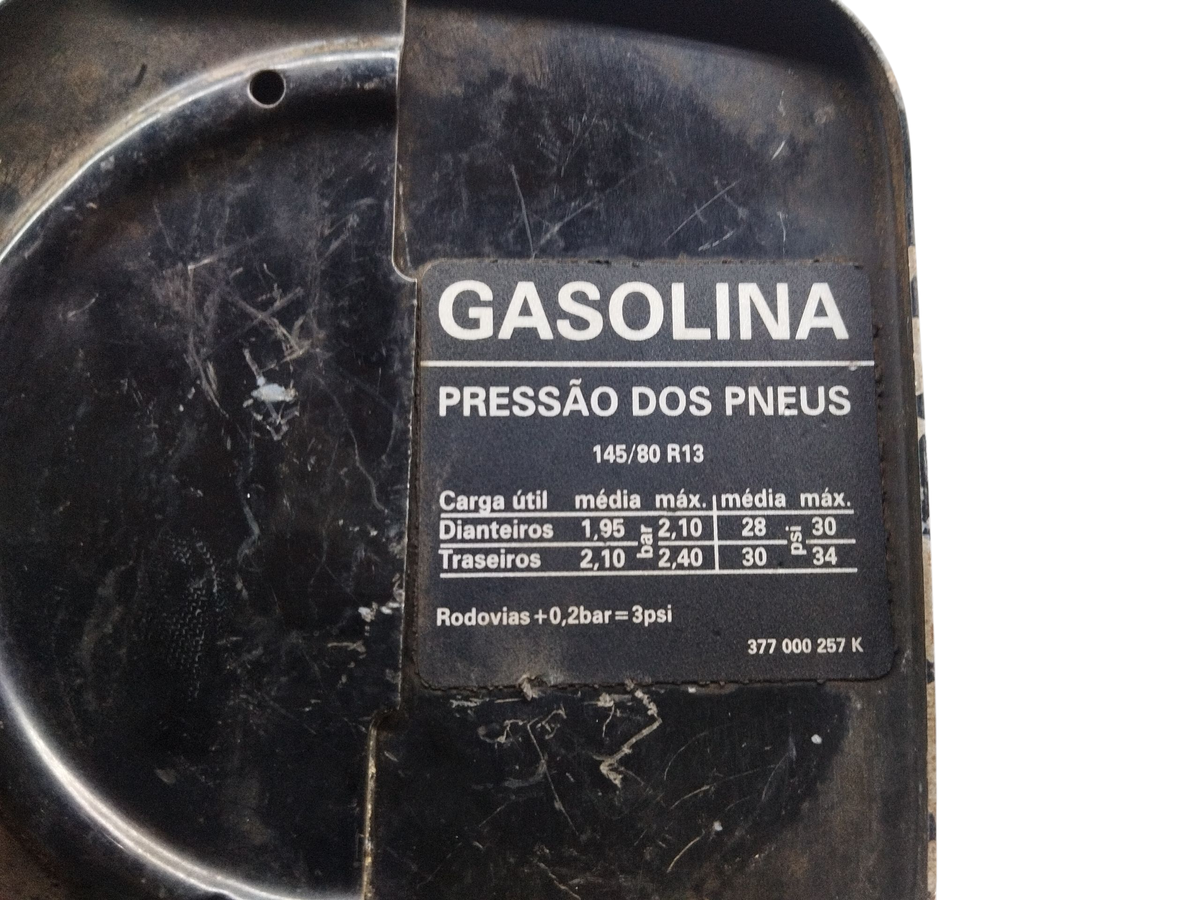 GASOLINA
PRESSÃO DOS PNEUS
145/80 R13
Carga útil média máx. média máx.
Dianteiros 1,95 bar 2,10 28 psi 30
Traseiros 2,10 2,40 30 34
Rodovias+0,2bar=3psi
377 000 257 K